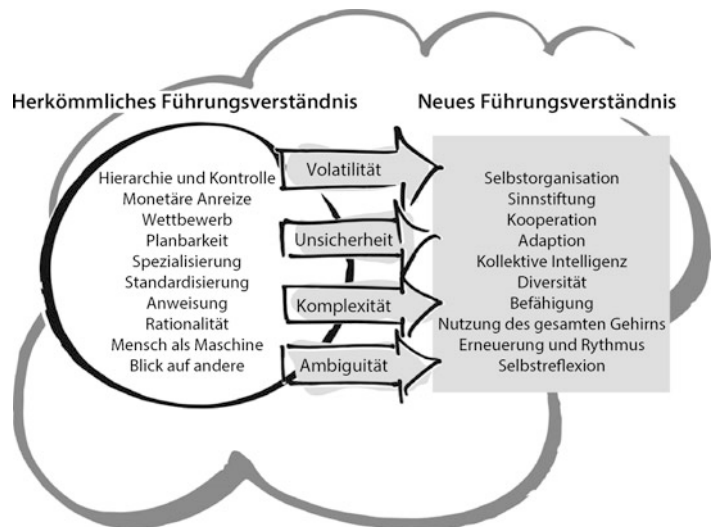 Herkömmliches Führungsverständnis
Hierarchie und Kontrolle
Monetäre Anreize
Wettbewerb
Planbarkeit
Spezialisierung
Standardisierung
Anweisung
Rationalität
Mensch als Maschine
Blick auf andere
Volatilität
Unsicherheit
Komplexität
Ambiguität
Neues Führungsverständnis
Selbstorganisation
Sinnstiftung
Kooperation
Adaption
Kollektive Intelligenz
Diversität
Befähigung
Nutzung des gesamten Gehirns
Erneuerung und Rythmus
Selbstreflexion